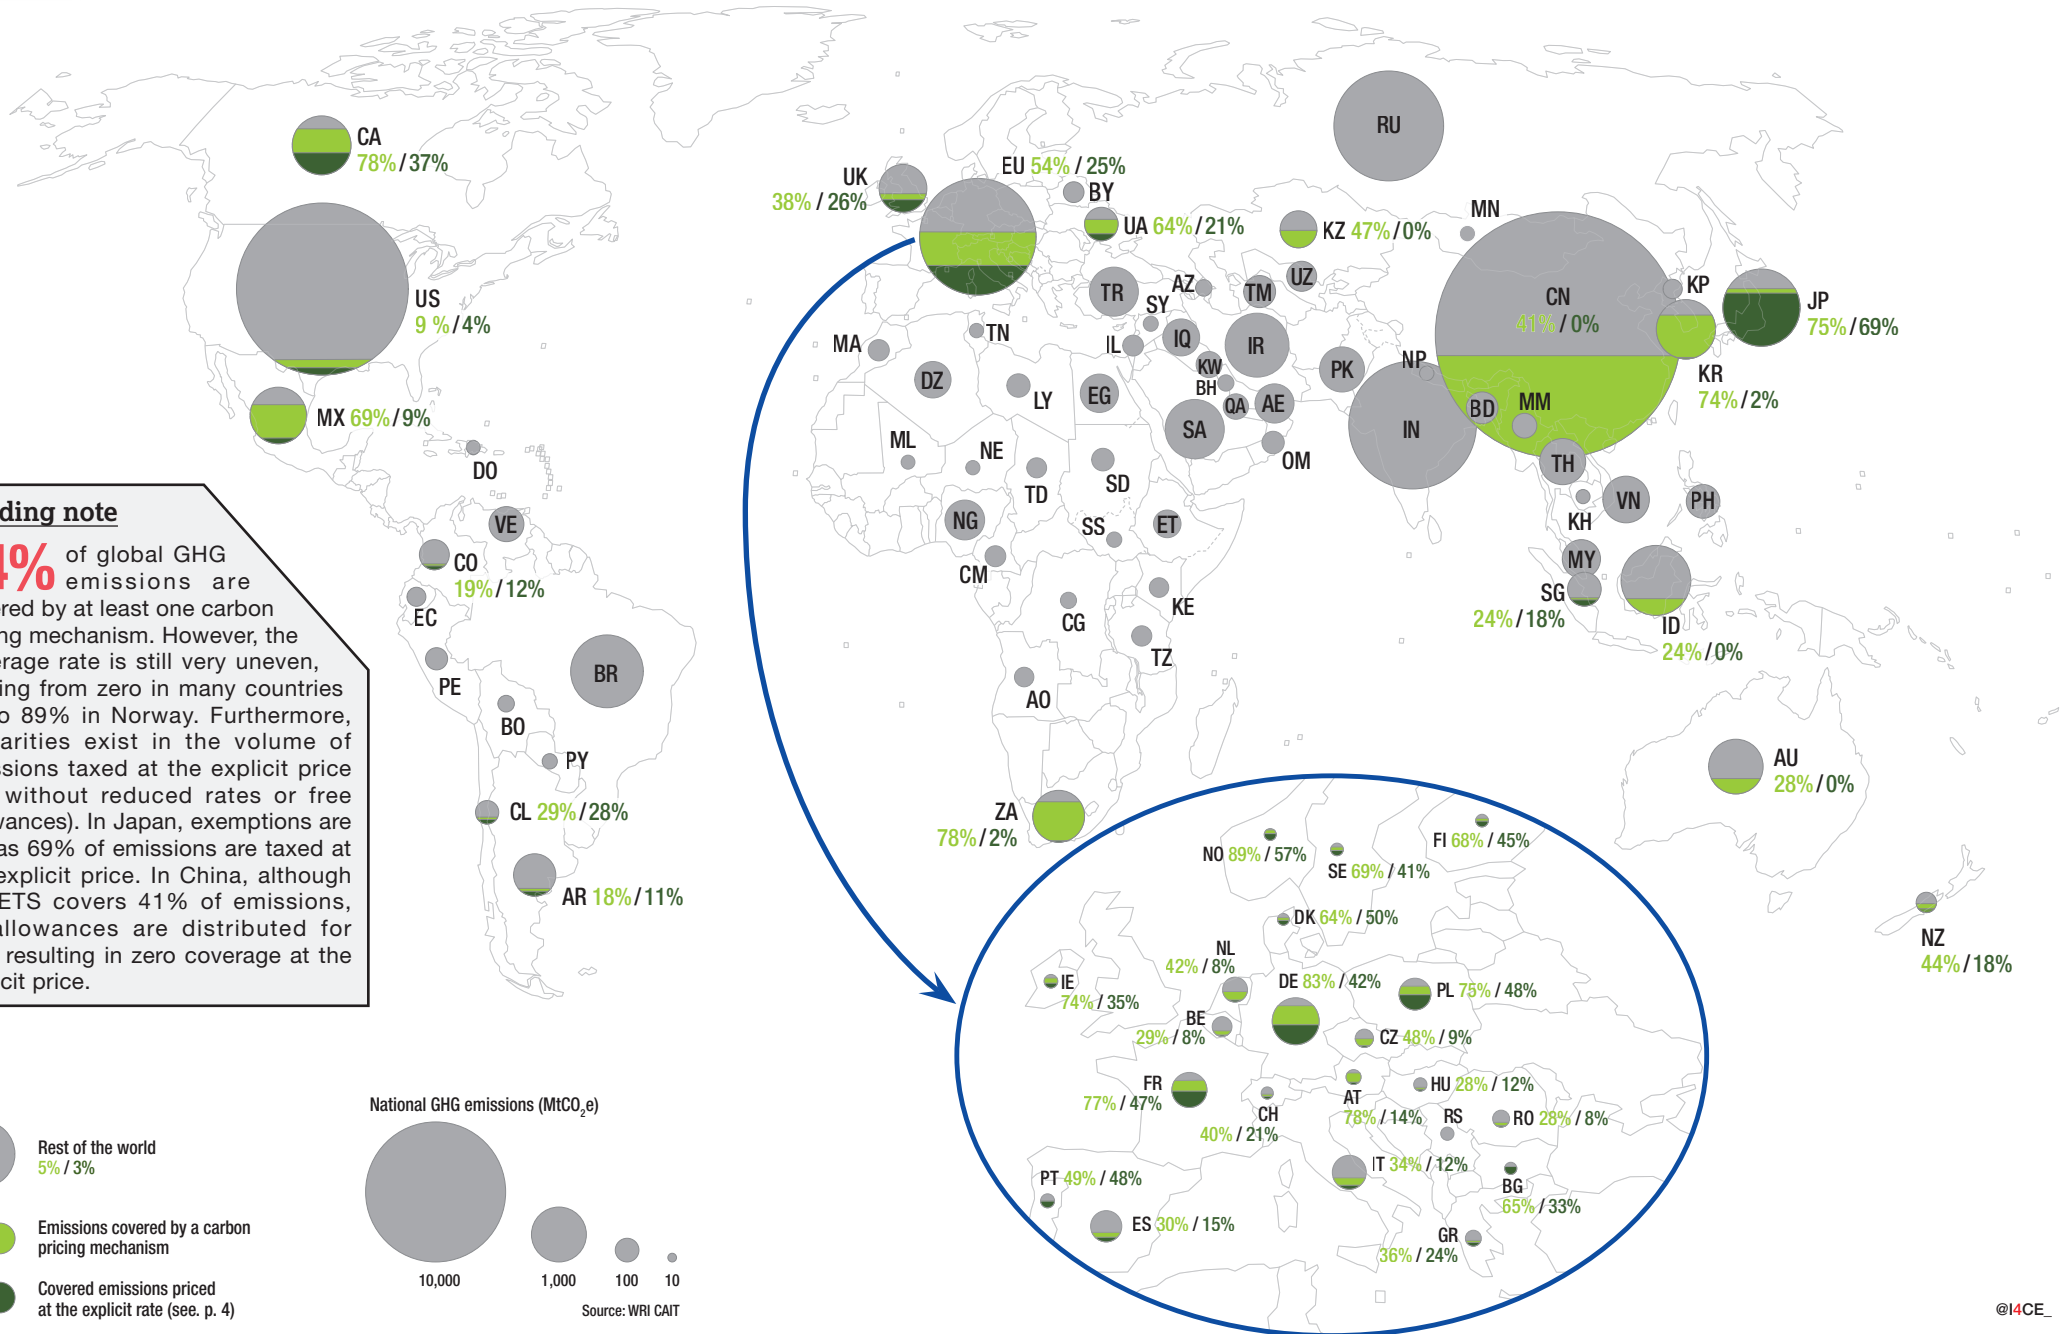 CA
78% / 37%
US
9 % / 4%
MX 69% / 9%
DO
VE
CO
19% / 12%
EC
PE
BR
BO
PY
CL 29% / 28%
AR 18% / 11%
UK
38% / 26%
EU 54% / 25%
BY
UA 64% / 21%
KZ 47% / 0%
RU
MN
CN
41% / 0%
KP
JP
75% / 69%
KR
74% / 2%
TR
AZ
TM
UZ
SY
IL
IQ
IR
KW
BH
QA
AE
SA
OM
PK
NP
IN
BD
MM
TH
KH
VN
PH
MY
SG
24% / 18%
ID
24% / 0%
AU
28% / 0%
NZ
44% / 18%
MA
TN
DZ
LY
EG
ML
NE
TD
SD
NG
SS
ET
CM
CG
KE
TZ
AO
ZA
78% / 2%
ding note
4% of global GHG
emissions are
ered by at least one carbon
ng mechanism. However, the
erage rate is still very uneven,
ing from zero in many countries
o 89% in Norway. Furthermore,
arities exist in the volume of
ssions taxed at the explicit price
without reduced rates or free
wances). In Japan, exemptions are
as 69% of emissions are taxed at
explicit price. In China, although
ETS covers 41% of emissions,
allowances are distributed for
resulting in zero coverage at the
cit price.
NO 89% / 57%
SE 69% / 41%
FI 68% / 45%
DK 64% / 50%
NL
42% / 8%
IE
74% / 35%
DE 83% / 42%
PL 75% / 48%
BE
29% / 8%
CZ 48% / 9%
FR
77% / 47%
CH
40% / 21%
AT
78% / 14%
HU 28% / 12%
RS
RO 28% / 8%
IT 34% / 12%
BG
65% / 33%
PT 49% / 48%
ES 30% / 15%
GR
36% / 24%
Rest of the world
5% / 3%
Emissions covered by a carbon
pricing mechanism
Covered emissions priced
at the explicit rate (see. p. 4)
National GHG emissions (MtCO₂e)
10,000
1,000
100
10
Source: WRI CAIT
@I4CE_